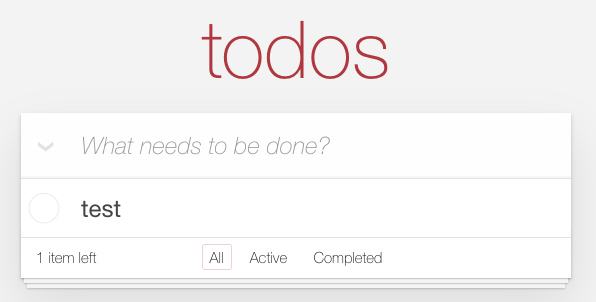 todos
What needs to be done?
test
1 item left All Active Completed